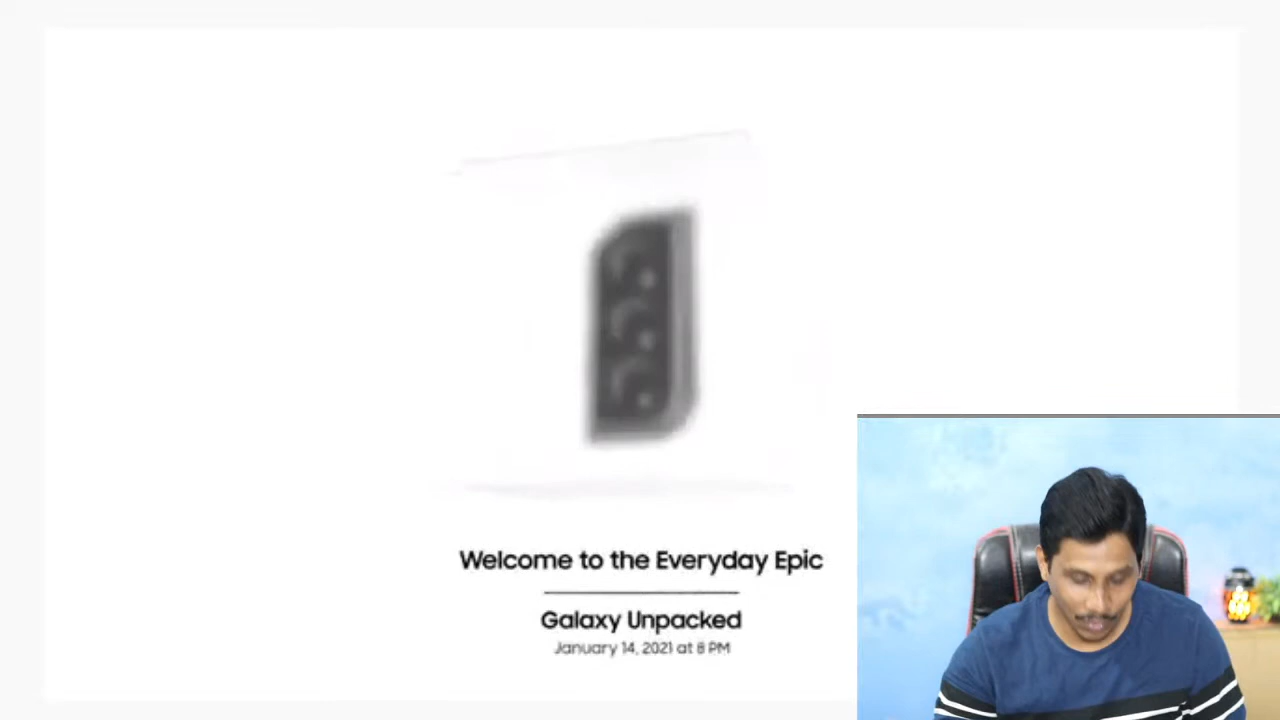 Welcome to the Everyday Epic
Galaxy Unpacked
January 14, 2021 at 8 PM